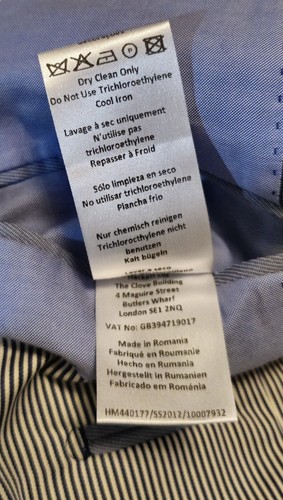 Dry Clean Only
Do Not Use Trichloroethylene
Cool Iron
Lavage à sec uniquement
N'utilise pas
trichloroethylene
Repasser à Froid
Sólo limpieza en seco
No utilisar trichloroethylene
Plancha frio
Nur chemisch reinigen
Trichloroethylene nicht
benutzen
Kalt bügeln
The Clove Building
4 Maguire Street
Butlers Wharf
London SE1 2NQ
VAT No: GB394719017
Made in Romania
Fabriqué en Roumanie
Hecho en Rumania
Hergestellt in Rumanien
Fabricado em Roménia
HM440177/SS2012/10007932